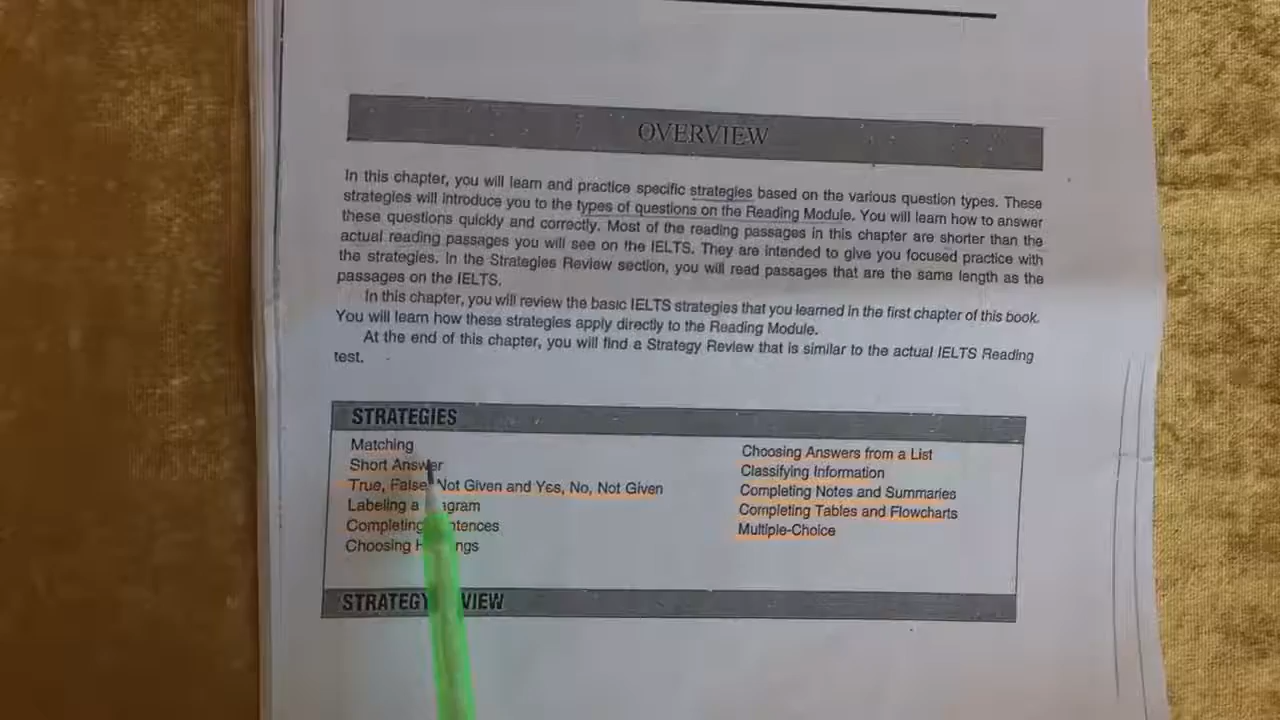 OVERVIEW
In this chapter, you will learn and practice specific strategies based on the various question types. These
strategies will introduce you to the types of questions on the Reading Module. You will learn how to answer
these questions quickly and correctly. Most of the reading passages in this chapter are shorter than the
actual reading passages you will see on the IELTS. They are intended to give you focused practice with
the strategies. In the Strategies Review section, you will read passages that are the same length as the
passages on the IELTS.
In this chapter, you will review the basic IELTS strategies that you learned in the first chapter of this book.
You will learn how these strategies apply directly to the Reading Module.
At the end of this chapter, you will find a Strategy Review that is similar to the actual IELTS Reading
test.
STRATEGIES
Matching
Short Answer
True, False, Not Given and Yes, No, Not Given
Labeling a
Completing
Choosing
Choosing Answers from a List
Classifying Information
Completing Notes and Summaries
Completing Tables and Flowcharts
Multiple-Choice
STRATEGY